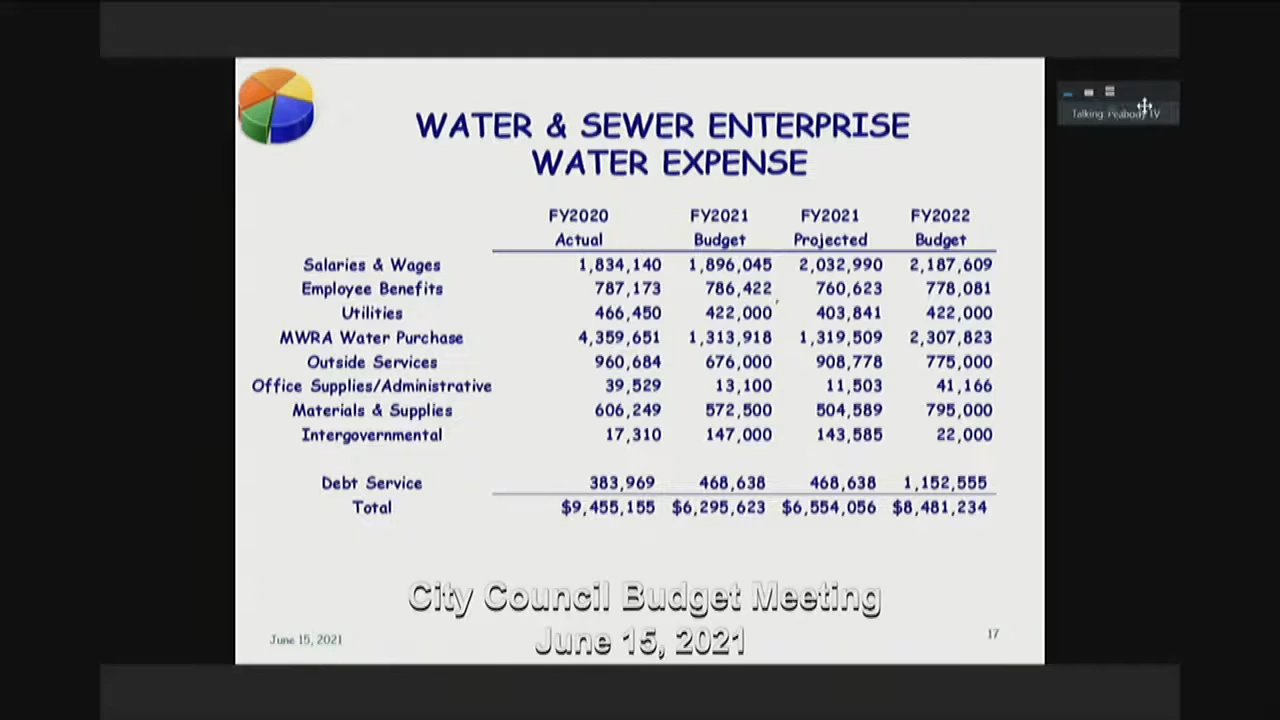 WATER & SEWER ENTERPRISE
WATER EXPENSE
Talking Peabody TV
FY2020 FY2021 FY2021 FY2022
Actual Budget Projected Budget
Salaries & Wages 1,834,140 1,896,045 2,032,990 2,187,609
Employee Benefits 787,173 786,422 760,623 778,081
Utilities 466,450 422,000 403,841 422,000
MWRA Water Purchase 4,359,651 1,313,918 1,319,509 2,307,823
Outside Services 960,684 676,000 908,778 775,000
Office Supplies/Administrative 39,529 13,100 11,503 41,166
Materials & Supplies 606,249 572,500 504,589 795,000
Intergovernmental 17,310 147,000 143,585 22,000
Debt Service 383,969 468,638 468,638 1,152,555
Total $9,455,155 $6,295,623 $6,554,056 $8,481,234
City Council Budget Meeting
June 15, 2021
June 15, 2021
17